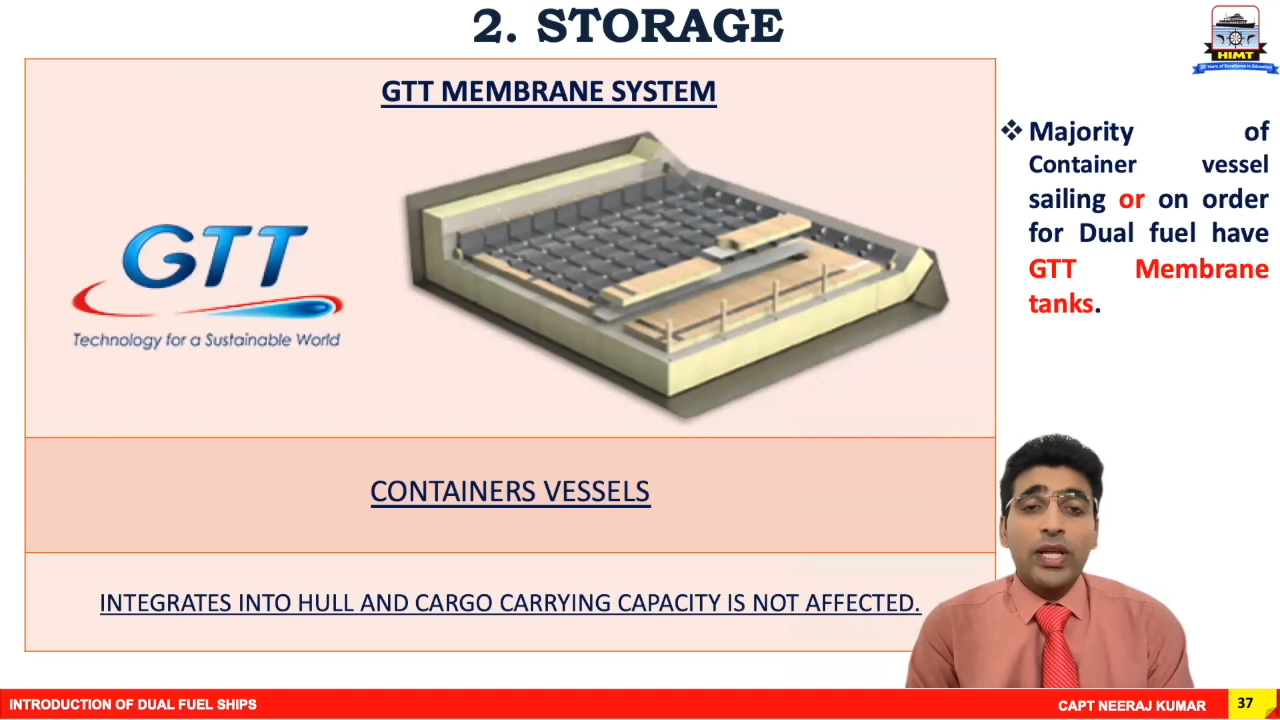 2. STORAGE
HIMT
GTT MEMBRANE SYSTEM
GTT
Technology for a Sustainable World
❖ Majority of
Container vessel
sailing or on order
for Dual fuel have
GTT Membrane
tanks.
CONTAINERS VESSELS
INTEGRATES INTO HULL AND CARGO CARRYING CAPACITY IS NOT AFFECTED.
INTRODUCTION OF DUAL FUEL SHIPS
CAPT NEERAJ KUMAR
37